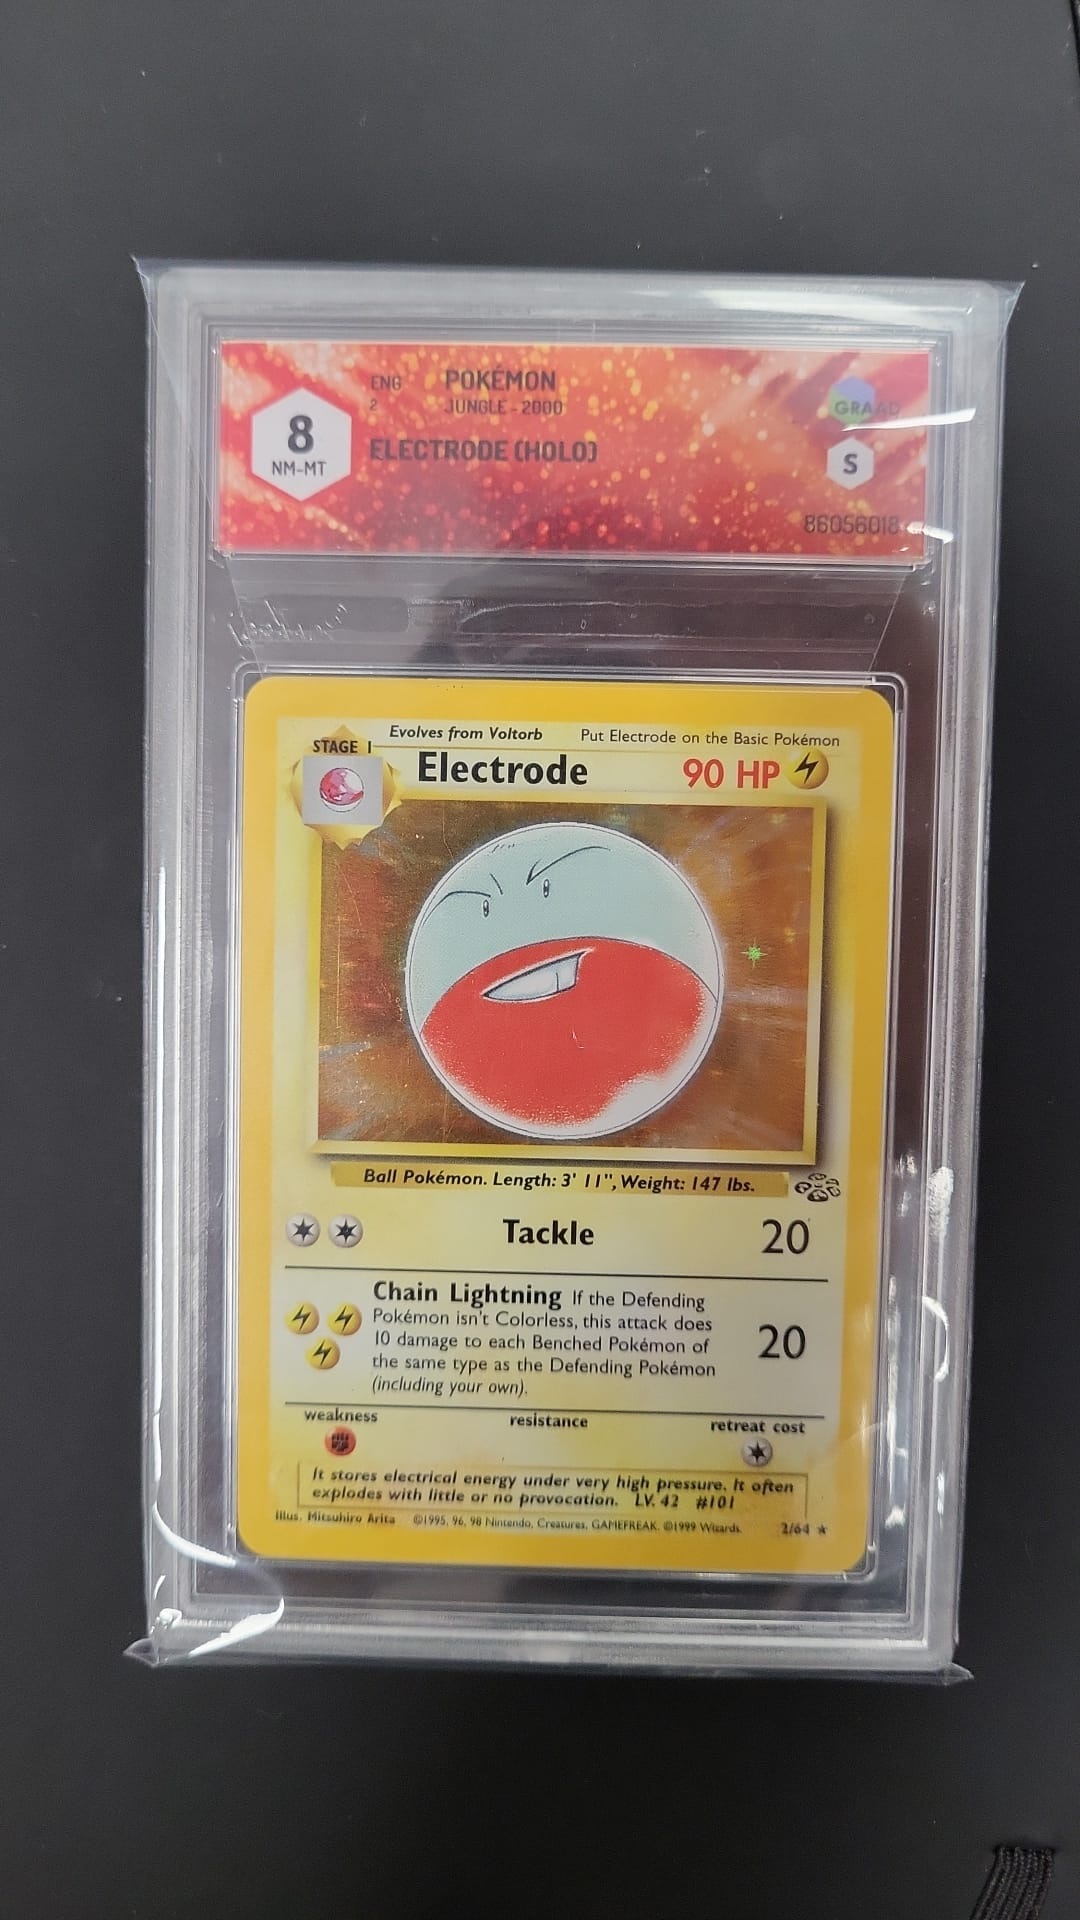 ENG POKÉMON
2 JUNGLE - 2000
ELECTRODE (HOLO)
8
NM-MT
GRAAD
S
86056018
Evolves from Voltorb Put Electrode on the Basic Pokémon
STAGE 1
Electrode 90 HP
Ball Pokémon. Length: 3' 11", Weight: 147 lbs.
Tackle 20
Chain Lightning If the Defending
Pokémon isn't Colorless, this attack does
10 damage to each Benched Pokémon of
the same type as the Defending Pokémon
(including your own).
20
weakness resistance retreat cost
It stores electrical energy under very high pressure. It often
explodes with little or no provocation. LV. 42 #101
Illus. Mitsuhiro Arita ©1995, 96, 98 Nintendo, Creatures, GAMEFREAK. ©1999 Wizards. 2/64 ★